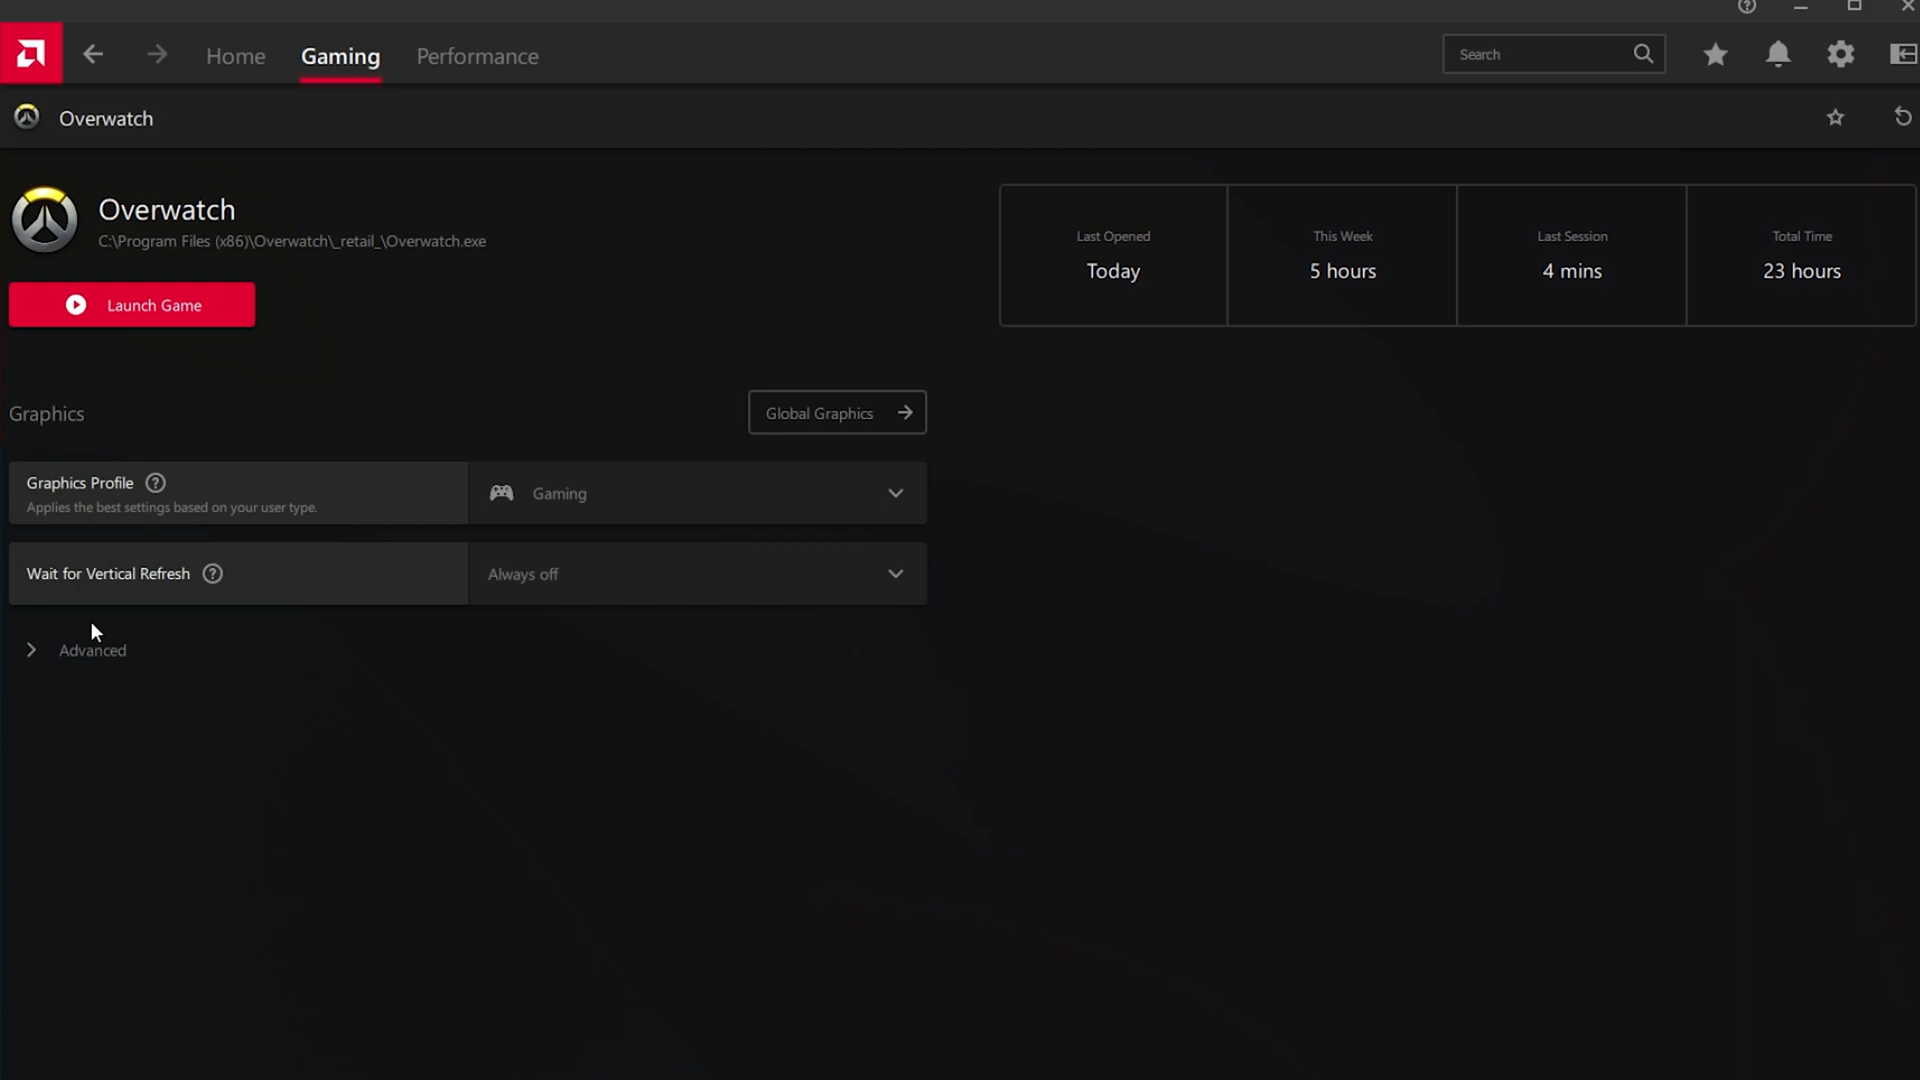 Home
Gaming
Performance
Search
Overwatch
Overwatch
C:\Program Files (x86)\Overwatch\_retail_\Overwatch.exe
Launch Game
Last Opened
Today
This Week
5 hours
Last Session
4 mins
Total Time
23 hours
Graphics
Global Graphics
Graphics Profile
Applies the best settings based on your user type.
Gaming
Wait for Vertical Refresh
Always off
Advanced